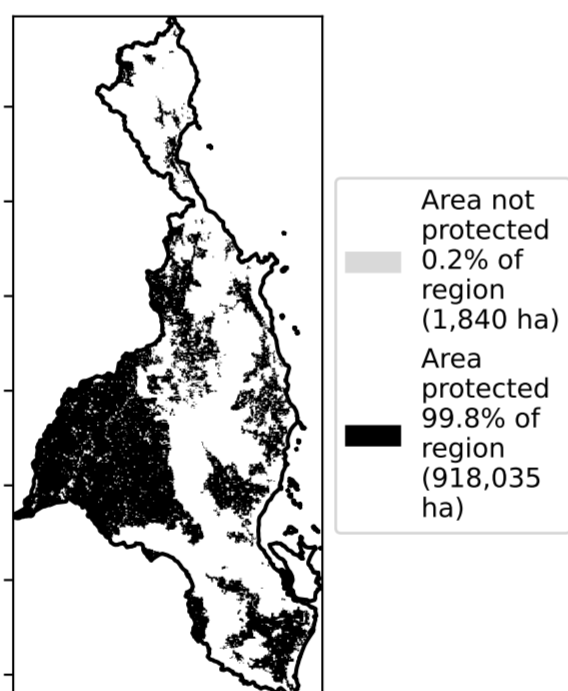 Area not
protected
0.2% of
region
(1,840 ha)
Area
protected
99.8% of
region
(918,035
ha)